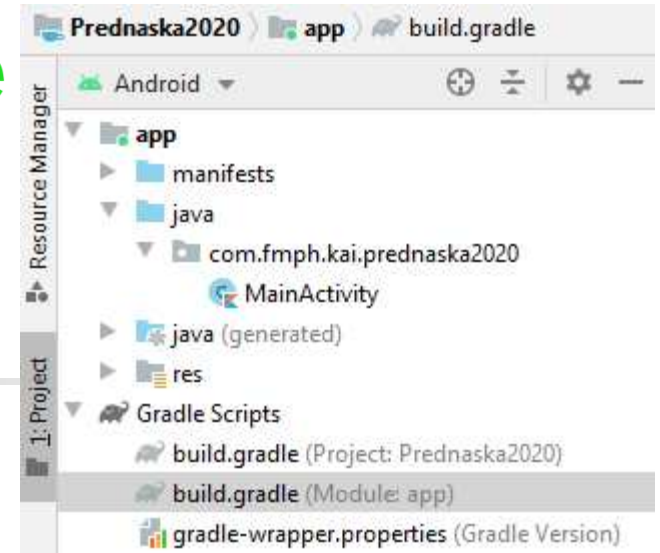 Prednaska2020 app build.gradle
e
Android
Resource Manager
1: Project
app
manifests
java
com.fmph.kai.prednaska2020
MainActivity
java (generated)
res
Gradle Scripts
build.gradle (Project: Prednaska2020)
build.gradle (Module: app)
gradle-wrapper.properties (Gradle Version)